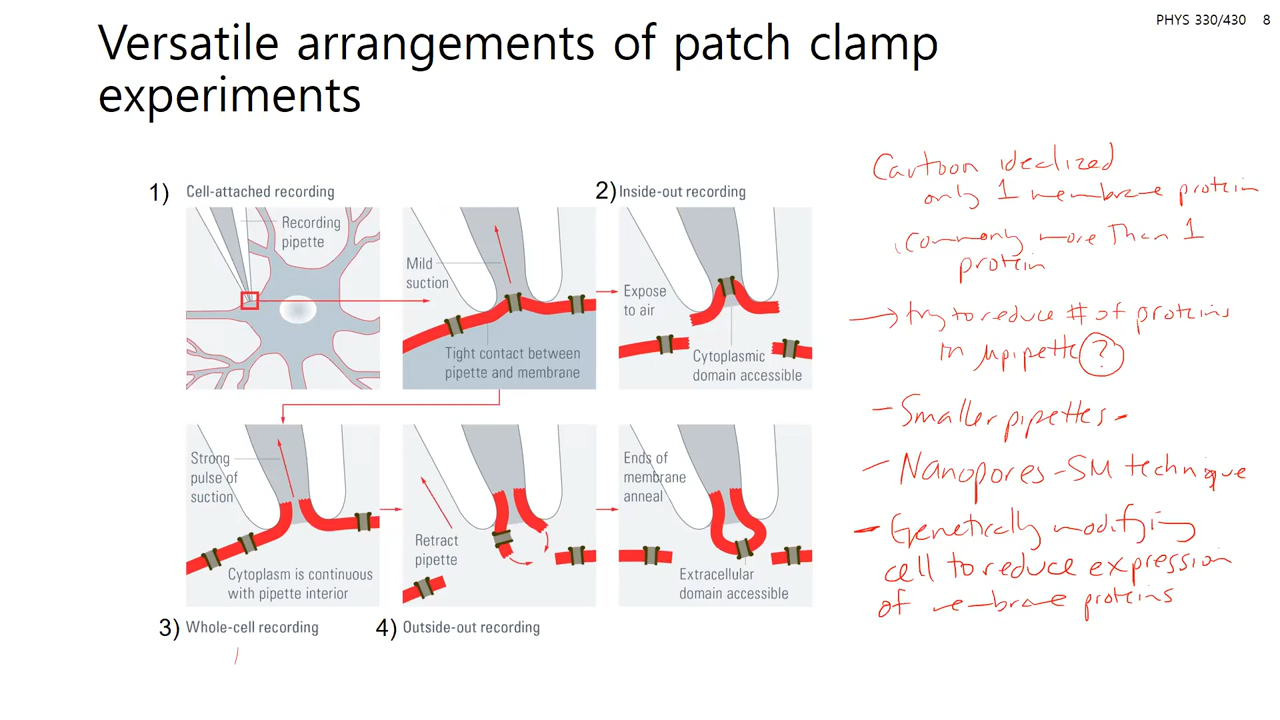 PHYS 330/430 8
Versatile arrangements of patch clamp
experiments
1) Cell-attached recording
Recording
pipette
Mild
suction
Tight contact between
pipette and membrane
2) Inside-out recording
Expose
to air
Cytoplasmic
domain accessible
Strong
pulse of
suction
Cytoplasm is continuous
with pipette interior
3) Whole-cell recording
Retract
pipette
4) Outside-out recording
Ends of
membrane
anneal
Extracellular
domain accessible
Cartoon idealized
only 1 membrane protein
commonly more than 1
protein
→ try to reduce # of proteins
in μpipette ?
- Smaller pipettes -
- Nanopores - SM technique
- Genetically modifying
cell to reduce expression
of membrane proteins